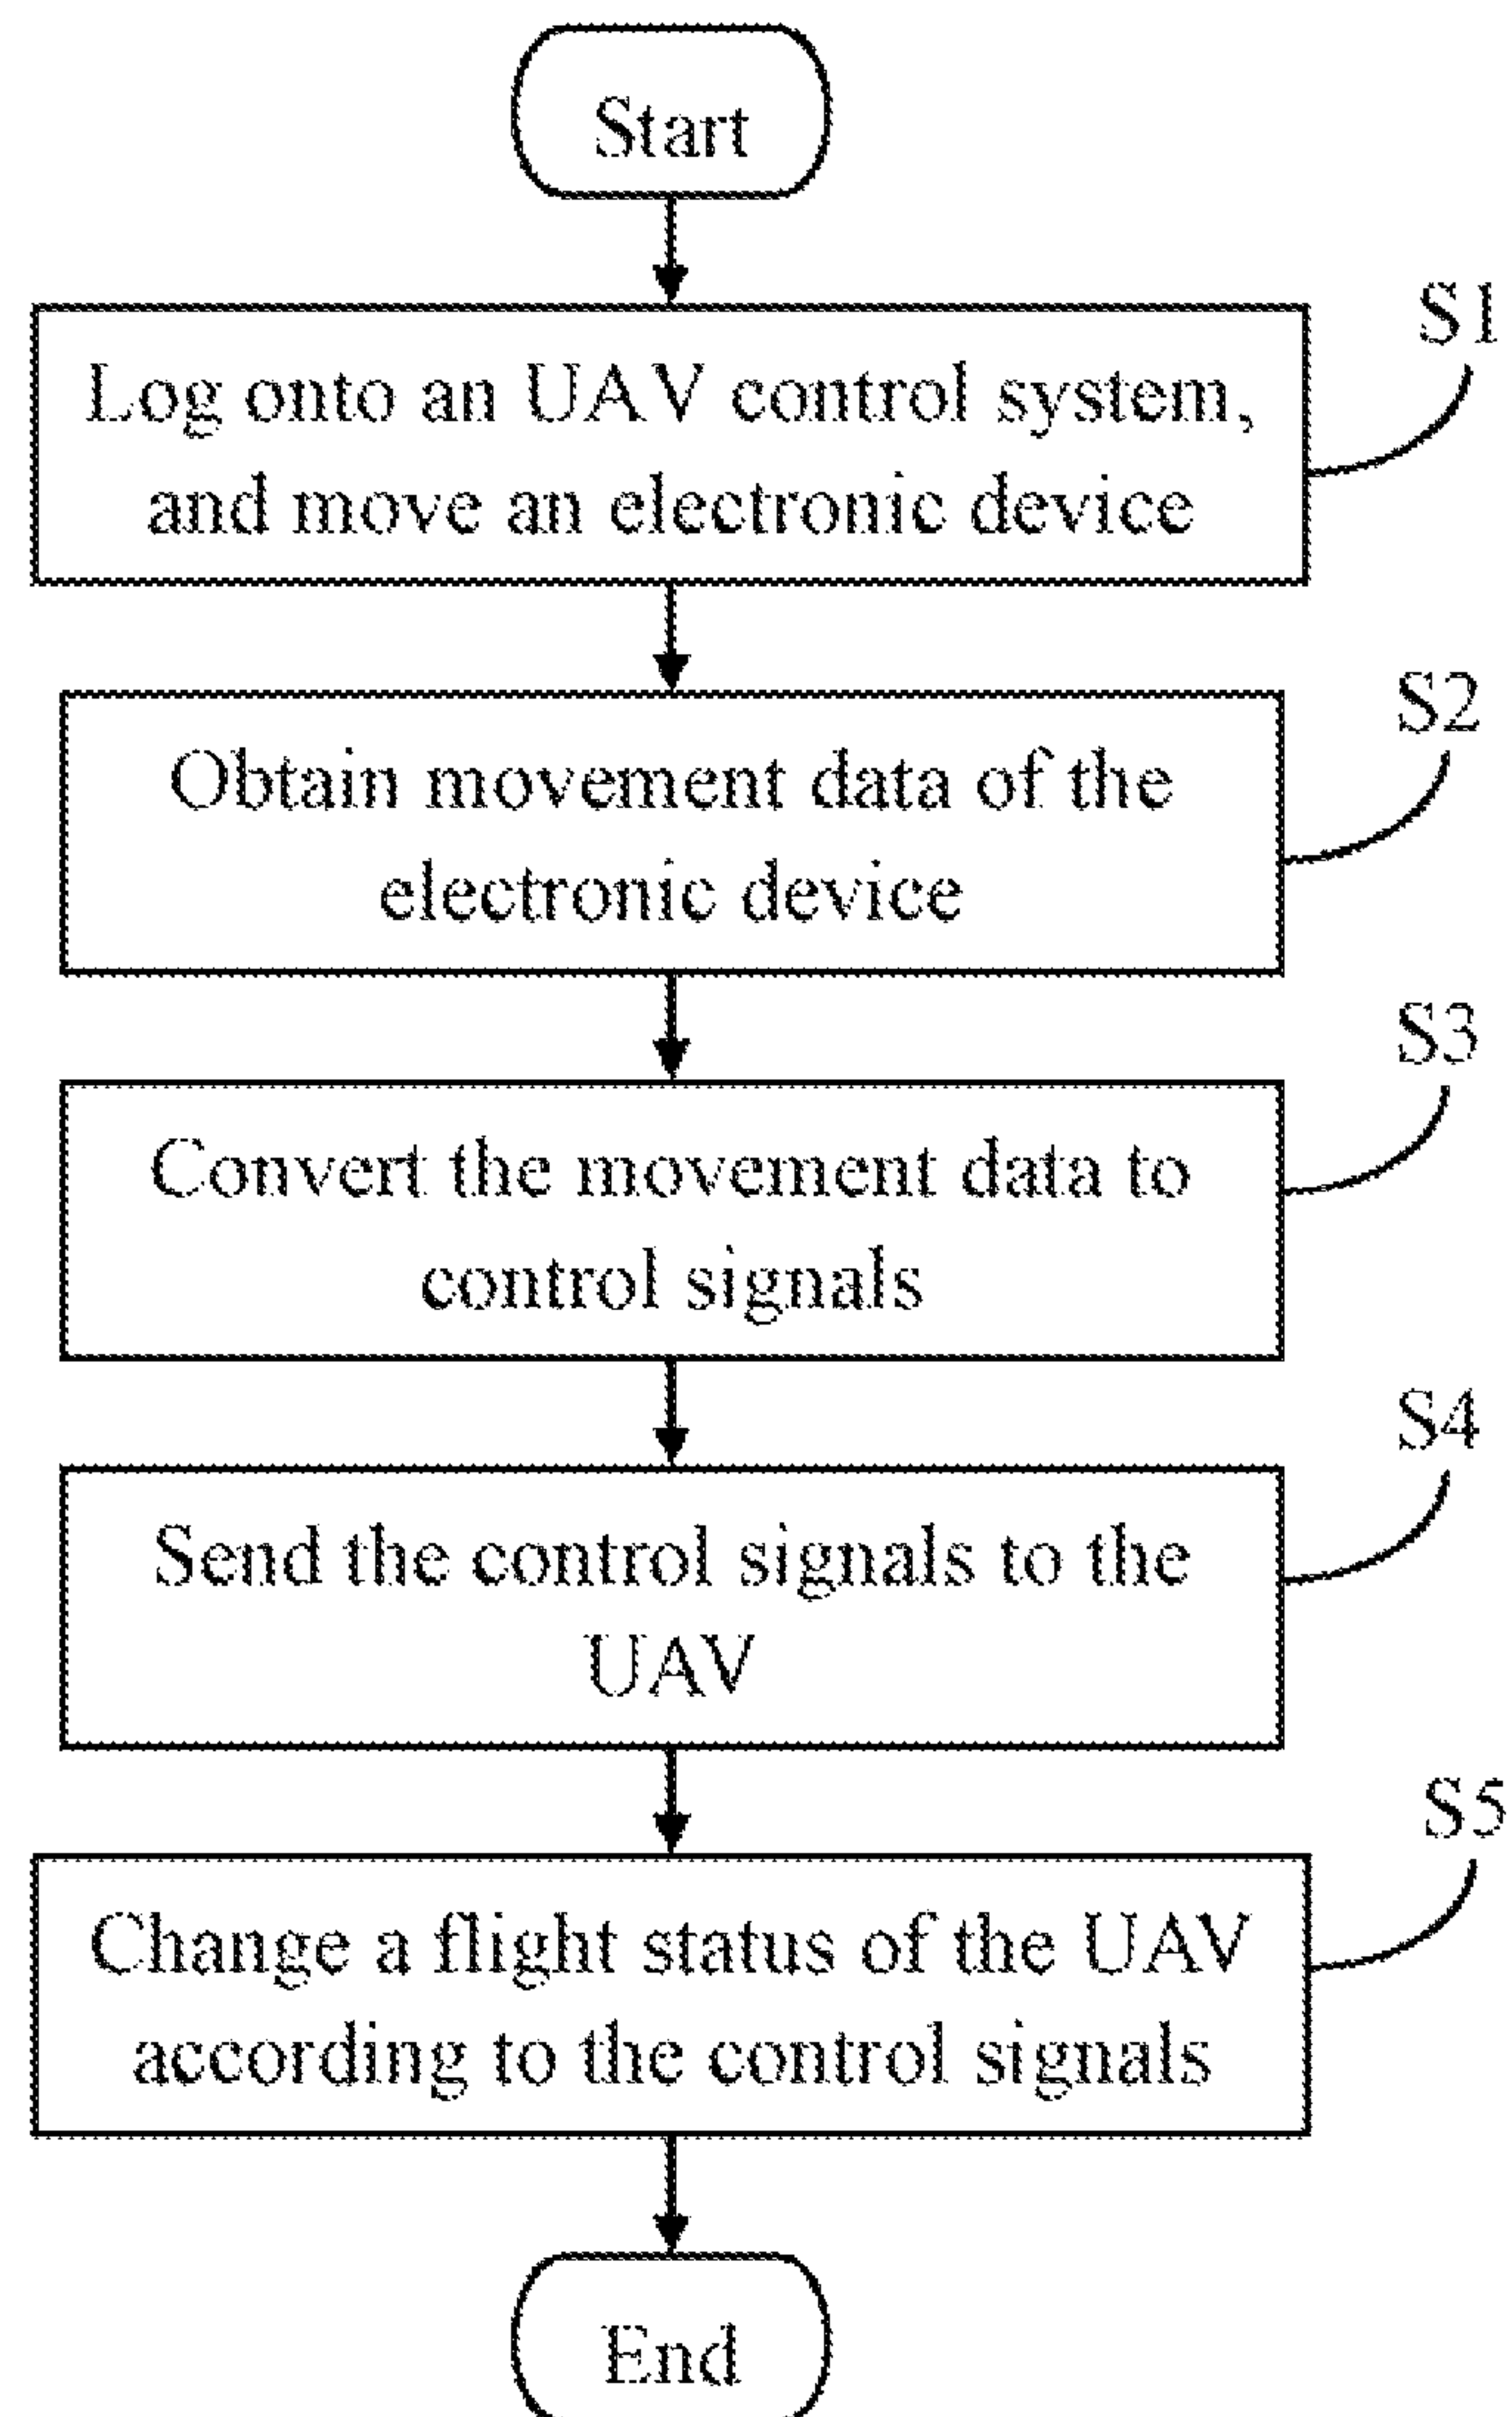 Start
S1
Log onto an UAV control system,
and move an electronic device
S2
Obtain movement data of the
electronic device
S3
Convert the movement data to
control signals
S4
Send the control signals to the
UAV
S5
Change a flight status of the UAV
according to the control signals
End